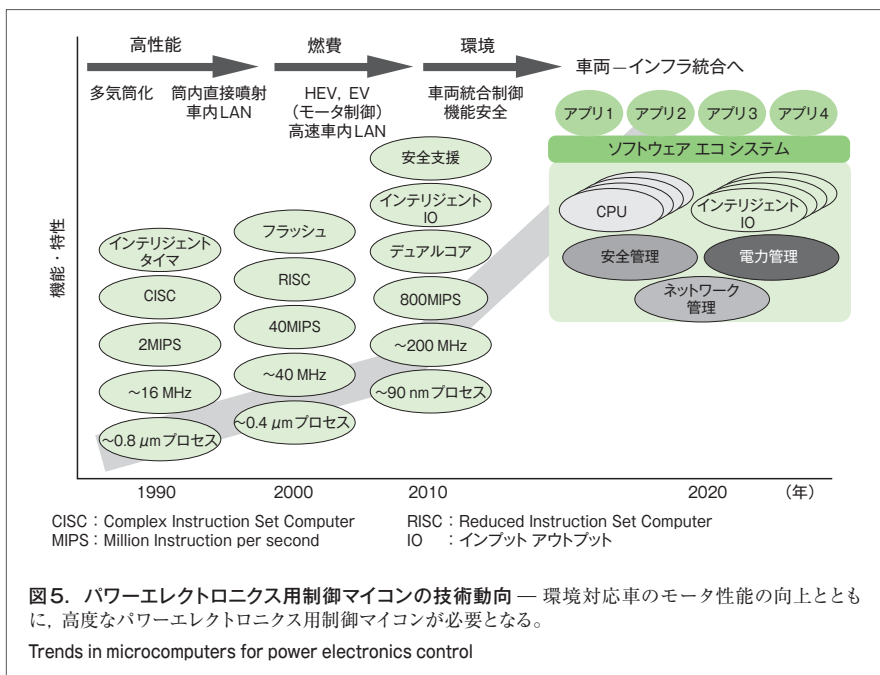 高性能
燃費
環境
車両－インフラ統合へ
多気筒化
筒内直接噴射
車内LAN
HEV, EV
（モータ制御）
高速車内LAN
車両統合制御
機能安全
機能・特性
インテリジェント
タイマ
CISC
2MIPS
～16 MHz
～0.8 μmプロセス
フラッシュ
RISC
40MIPS
～40 MHz
～0.4 μmプロセス
安全支援
インテリジェント
IO
デュアルコア
800MIPS
～200 MHz
～90 nmプロセス
アプリ1
アプリ2
アプリ3
アプリ4
ソフトウェア エコ システム
CPU
インテリジェント
IO
安全管理
電力管理
ネットワーク
管理
1990
2000
2010
2020
（年）
CISC：Complex Instruction Set Computer
RISC：Reduced Instruction Set Computer
MIPS：Million Instruction per second
IO：インプット アウトプット
図5．パワーエレクトロニクス用制御マイコンの技術動向 ― 環境対応車のモータ性能の向上ととも
に，高度なパワーエレクトロニクス用制御マイコンが必要となる。
Trends in microcomputers for power electronics control